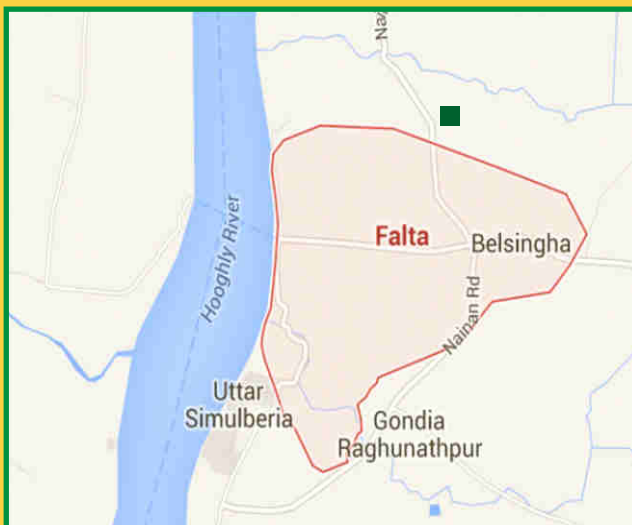 Hooghly River
Falta
Belsingha
Nainan Rd
Uttar
Simulberia
Gondia
Raghunathpur